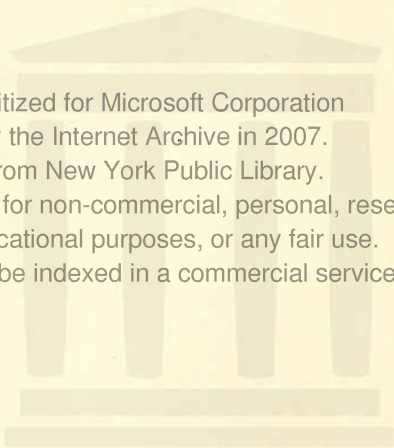 itized for Microsoft Corporation
the Internet Archive in 2007.
rom New York Public Library.
for non-commercial, personal, rese
cational purposes, or any fair use.
be indexed in a commercial service